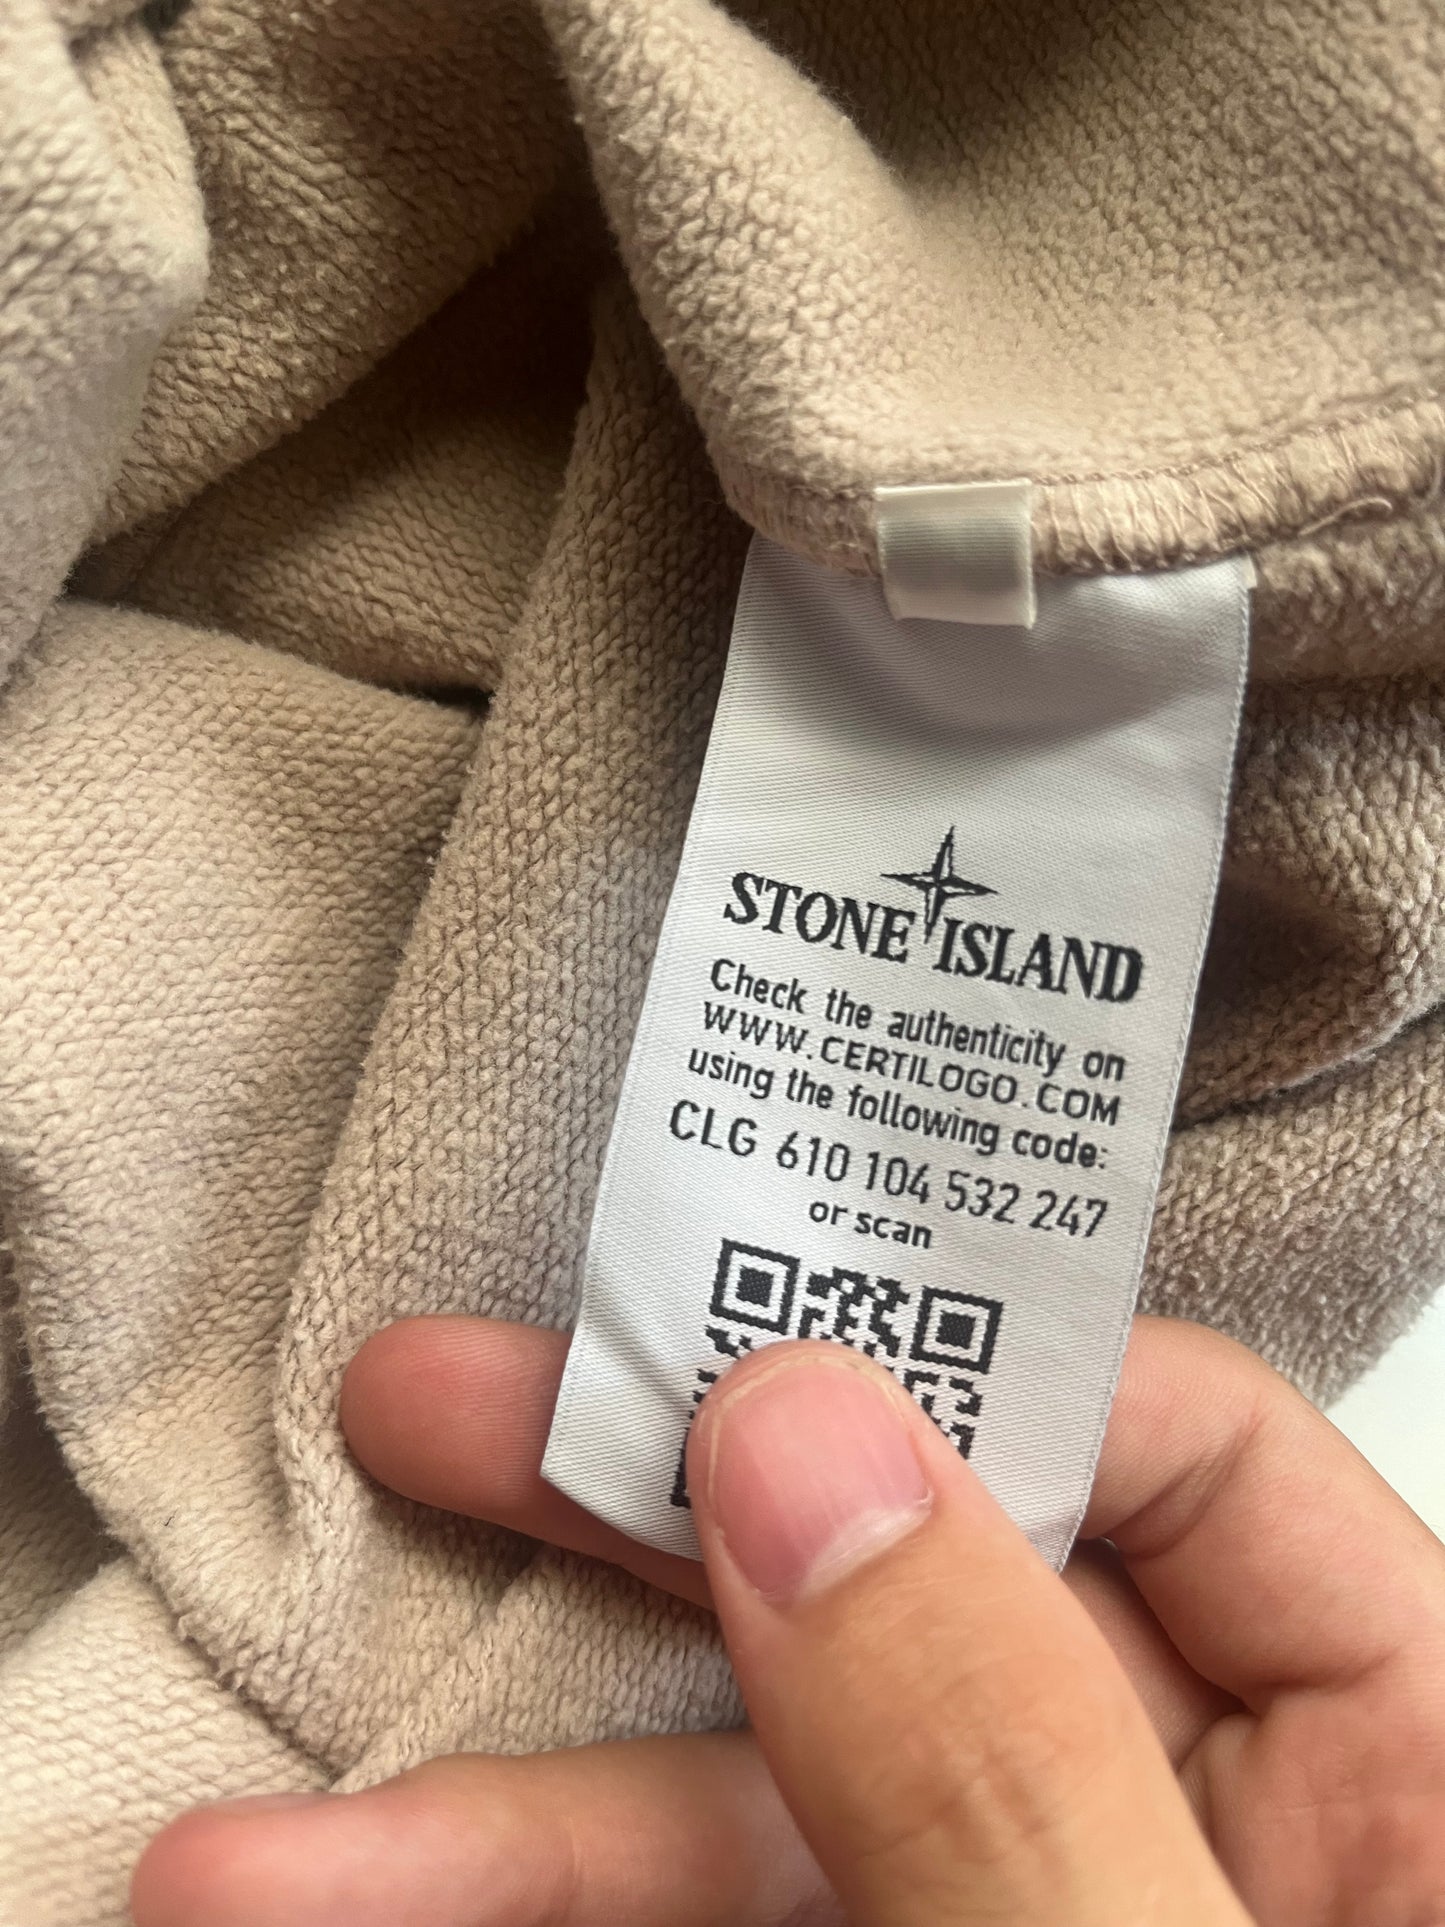 STONE ISLAND
Check the authenticity on
WWW.CERTILOGO.COM
using the following code:
CLG 610 104 532 247
or scan